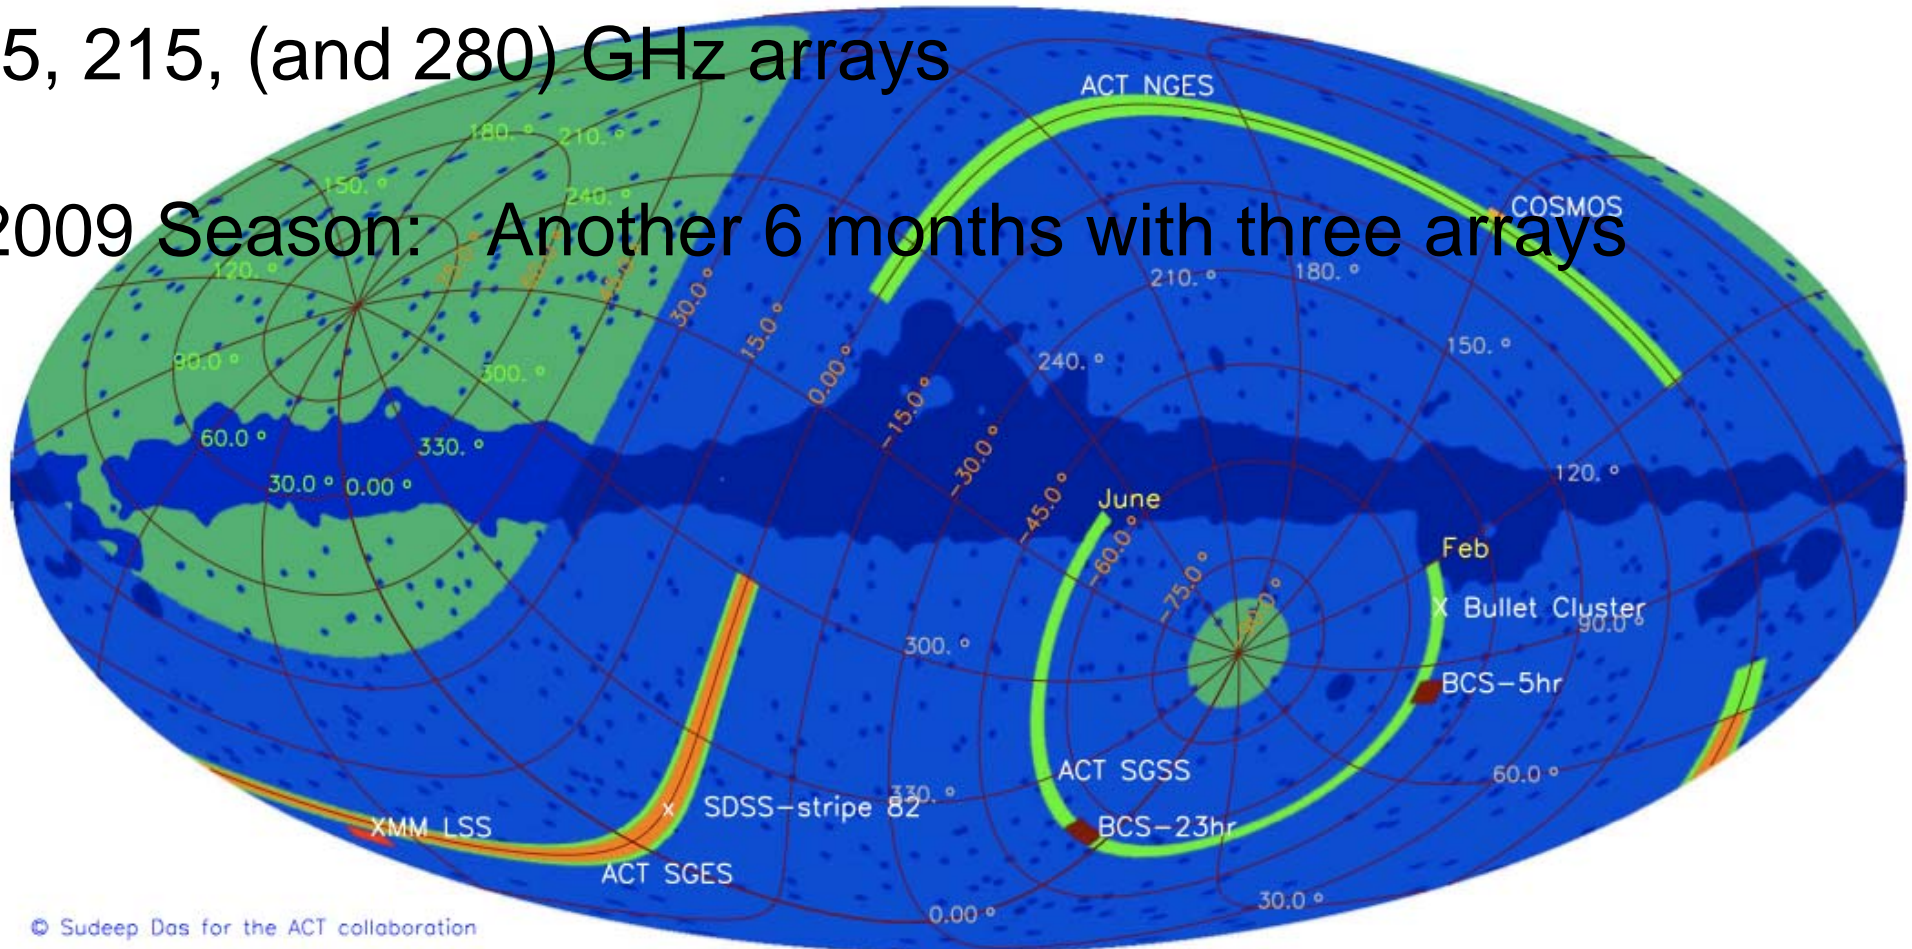 5, 215, (and 280) GHz arrays
ACT NGES
180. °
210. °
150. °
240. °
COSMOS
2009 Season: Another 6 months with three arrays
120. °
210. °
180. °
30.0 °
15.0 °
90.0 °
300. °
0.00 °
240. °
150. °
-15.0 °
60.0 °
330. °
-30.0 °
120. °
30.0 °
0.00 °
-45.0 °
June
-60.0 °
Feb
-75.0 °
X Bullet Cluster
90.0 °
300. °
BCS-5hr
ACT SGSS
60.0 °
330. °
x SDSS-stripe 82
XMM LSS
BCS-23hr
ACT SGES
30.0 °
0.00 °
© Sudeep Das for the ACT collaboration